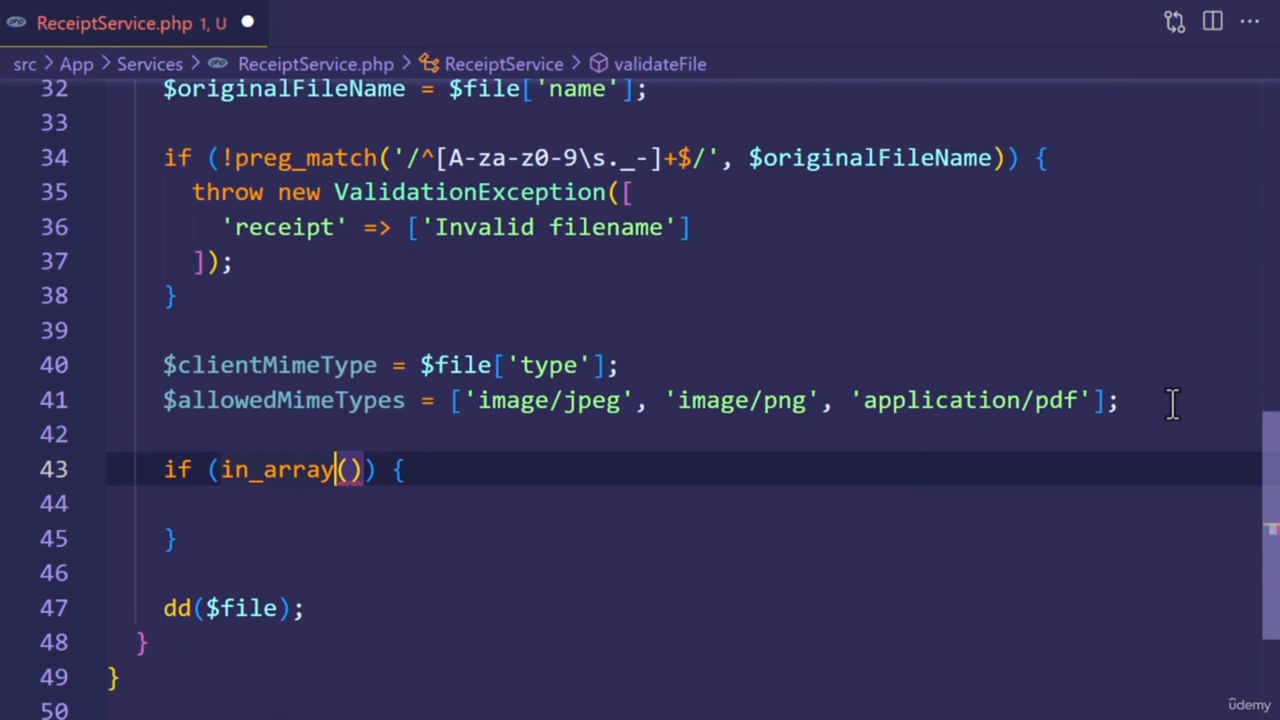 ReceiptService.php 1, U
src > App > Services > ReceiptService.php > ReceiptService > validateFile
32 $originalFileName = $file['name'];
33
34 if (!preg_match('/^[A-za-z0-9\s._-]+$/', $originalFileName)) {
35 throw new ValidationException([
36 'receipt' => ['Invalid filename']
37 ]);
38 }
39
40 $clientMimeType = $file['type'];
41 $allowedMimeTypes = ['image/jpeg', 'image/png', 'application/pdf'];
42
43 if (in_array()) {
44
45 }
46
47 dd($file);
48 }
49 }
50
ûdemy